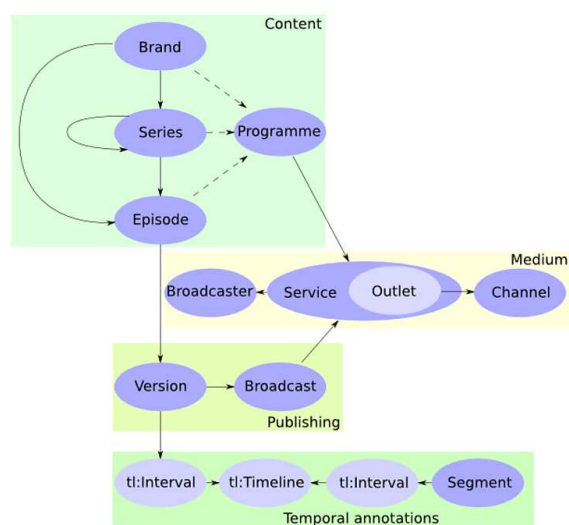 Content
Brand
Series
Programme
Episode
Medium
Broadcaster
Service
Outlet
Channel
Version
Broadcast
Publishing
tl:Interval
tl:Timeline
tl:Interval
Segment
Temporal annotations